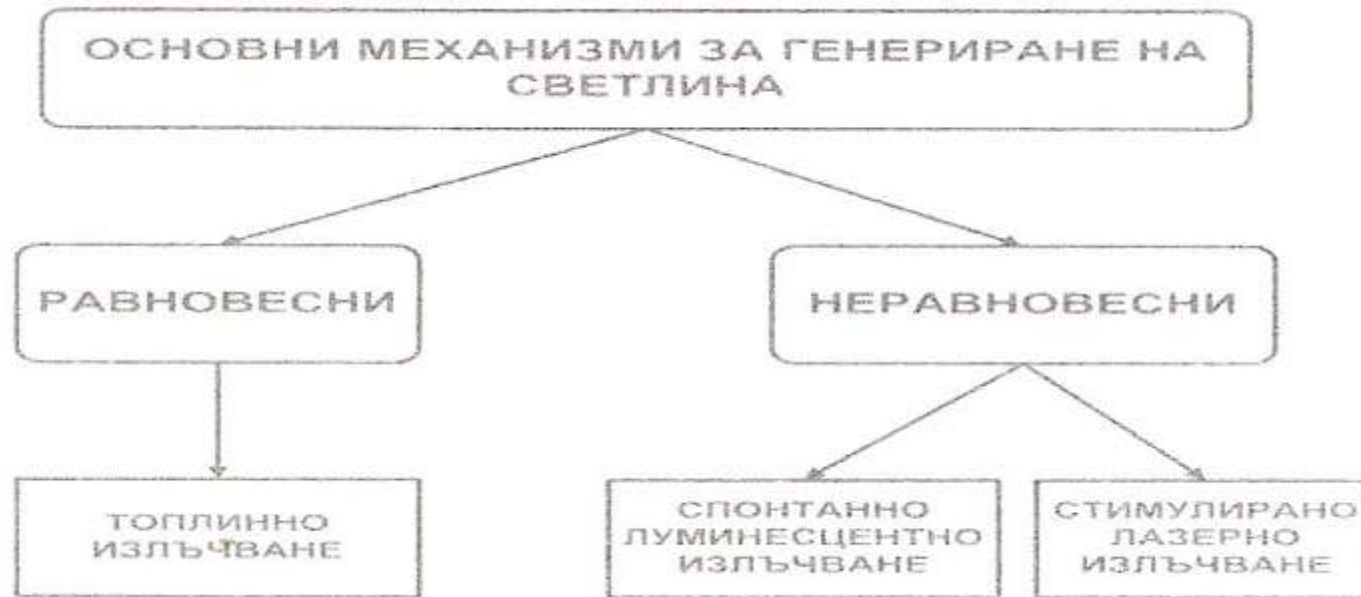 ОСНОВНИ МЕХАНИЗМИ ЗА ГЕНЕРИРАНЕ НА
СВЕТЛИНА
РАВНОВЕСНИ
НЕРАВНОВЕСНИ
ТОПЛИННО
ИЗЛЪЧВАНЕ
СПОНТАННО
ЛУМИНЕСЦЕНТНО
ИЗЛЪЧВАНЕ
СТИМУЛИРАНО
ЛАЗЕРНО
ИЗЛЪЧВАНЕ